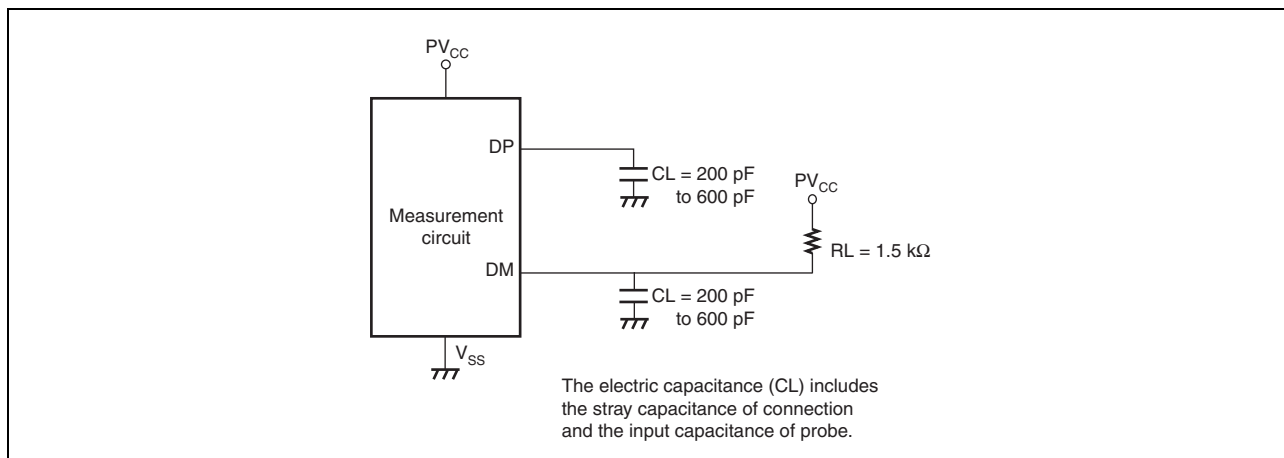 PVCC
DP
CL = 200 pF
to 600 pF
PVCC
Measurement
circuit
RL = 1.5 kΩ
DM
CL = 200 pF
to 600 pF
VSS
The electric capacitance (CL) includes
the stray capacitance of connection
and the input capacitance of probe.